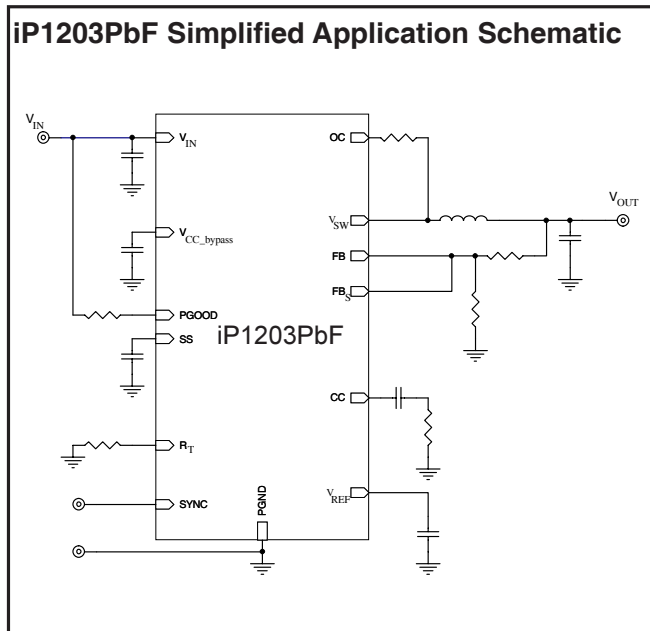 iP1203PbF Simplified Application Schematic
VIN
VIN
OC
VOUT
VSW
VCC_bypass
FB
FBS
PGOOD
iP1203PbF
SS
CC
RT
VREF
SYNC
PGND